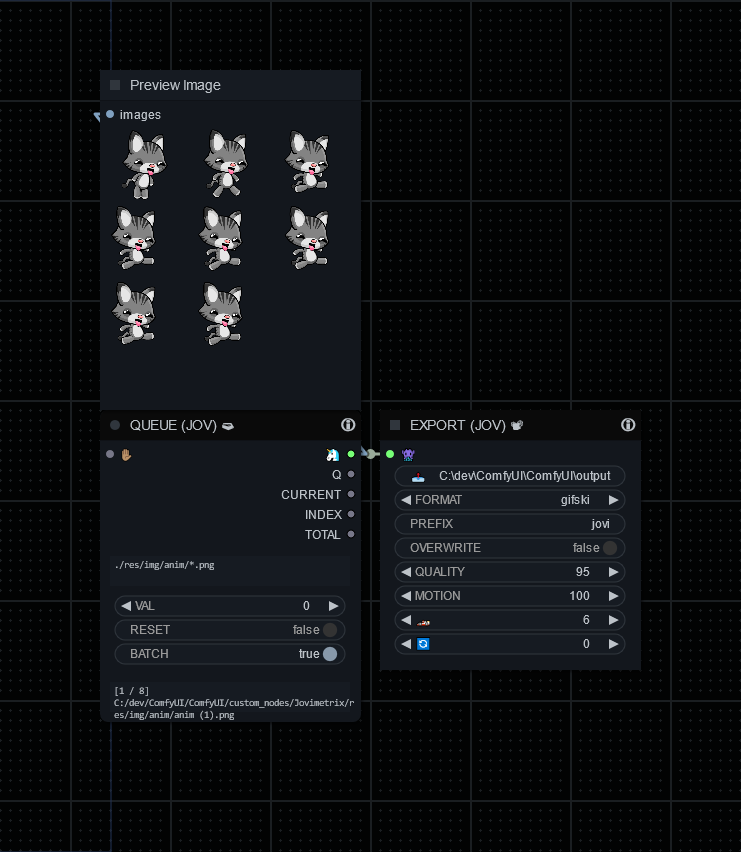 Preview Image
images
QUEUE (JOV)
Q
CURRENT
INDEX
TOTAL
./res/img/anim/*.png
VAL 0
RESET false
BATCH true
[1 / 8]
C:/dev/ComfyUI/ComfyUI/custom_nodes/Jovimetrix/r
es/img/anim/anim (1).png
EXPORT (JOV)
C:\dev\ComfyUI\ComfyUI\output
FORMAT gifski
PREFIX jovi
OVERWRITE false
QUALITY 95
MOTION 100
6
0